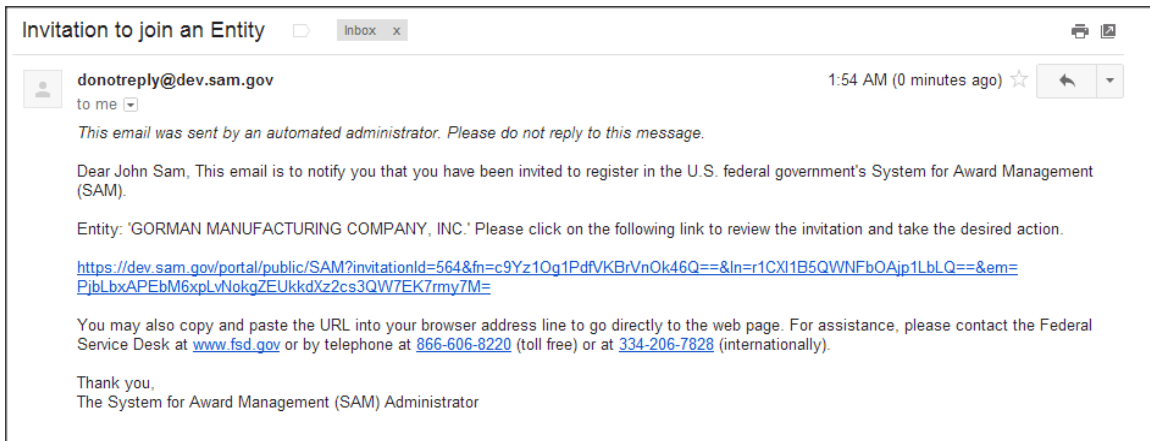 Invitation to join an Entity
Inbox x
donotreply@dev.sam.gov
1:54 AM (0 minutes ago)
to me
This email was sent by an automated administrator. Please do not reply to this message.
Dear John Sam, This email is to notify you that you have been invited to register in the U.S. federal government's System for Award Management
(SAM).
Entity: 'GORMAN MANUFACTURING COMPANY, INC.' Please click on the following link to review the invitation and take the desired action.
https://dev.sam.gov/portal/public/SAM?invitationId=564&fn=c9Yz1Og1PdfVKBrVnOk46Q==&ln=r1CXl1B5QWNFbOAjp1LbLQ==&em=
PjbLbxAPEbM6xpLvNokgZEUkkdXz2cs3QW7EK7rmy7M=
You may also copy and paste the URL into your browser address line to go directly to the web page. For assistance, please contact the Federal
Service Desk at www.fsd.gov or by telephone at 866-606-8220 (toll free) or at 334-206-7828 (internationally).
Thank you,
The System for Award Management (SAM) Administrator